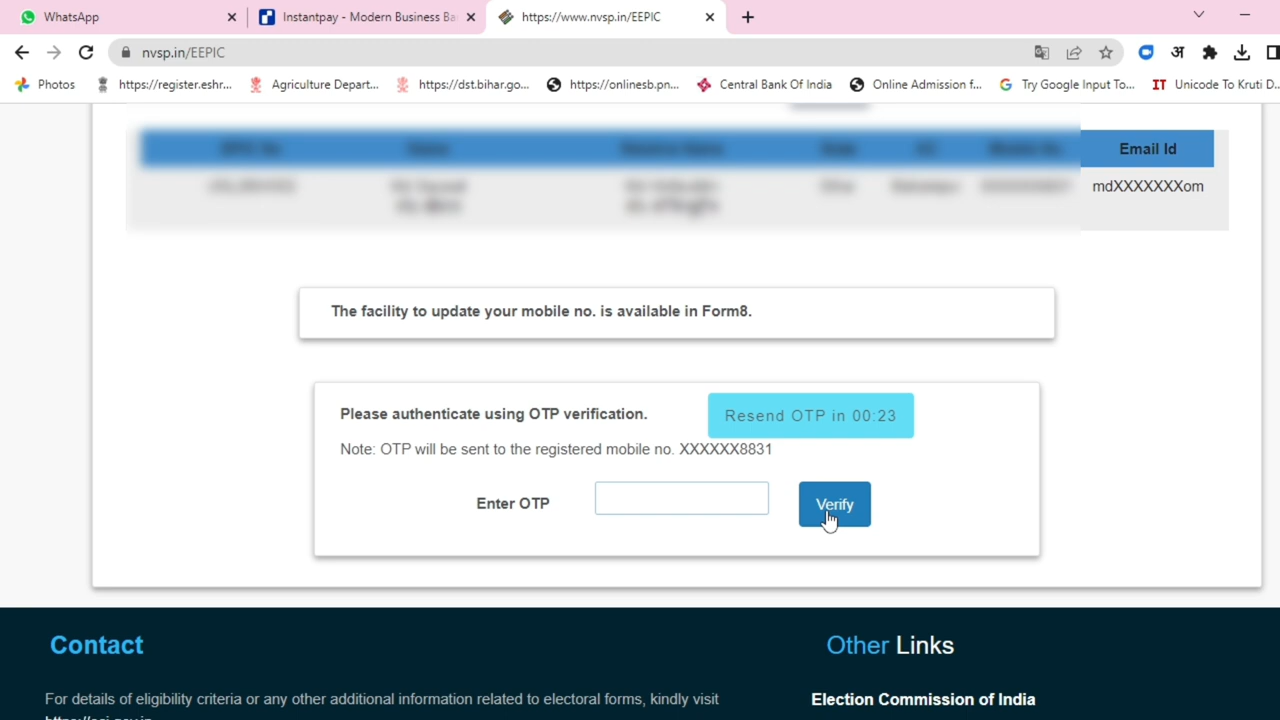 WhatsApp
Instantpay - Modern Business Ba
https://www.nvsp.in/EEPIC
nvsp.in/EEPIC
अ
Photos
https://register.eshr...
Agriculture Depart...
https://dst.bihar.go...
https://onlinesb.pn...
Central Bank Of India
Online Admission f...
G Try Google Input To...
IT Unicode To Kruti D...
Email Id
mdXXXXXXXom
The facility to update your mobile no. is available in Form8.
Please authenticate using OTP verification.
Resend OTP in 00:23
Note: OTP will be sent to the registered mobile no. XXXXXX8831
Enter OTP
Verify
Contact
Other Links
For details of eligibility criteria or any other additional information related to electoral forms, kindly visit
Election Commission of India